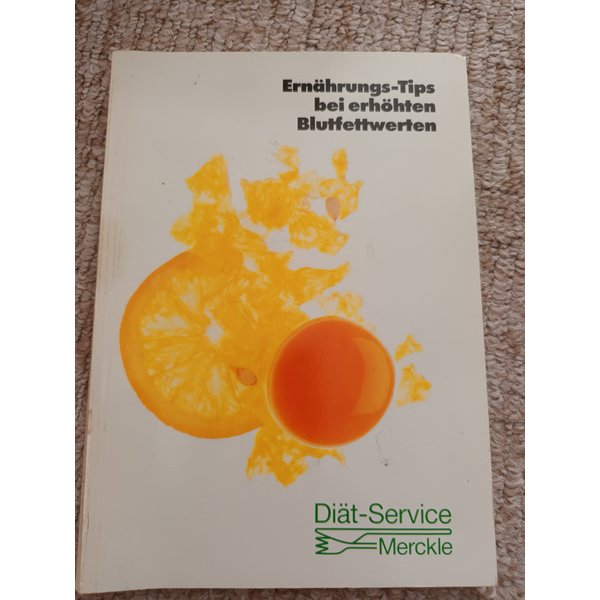 Ernährungs-Tips
bei erhöhten
Blutfettwerten
Diät-Service
Merckle